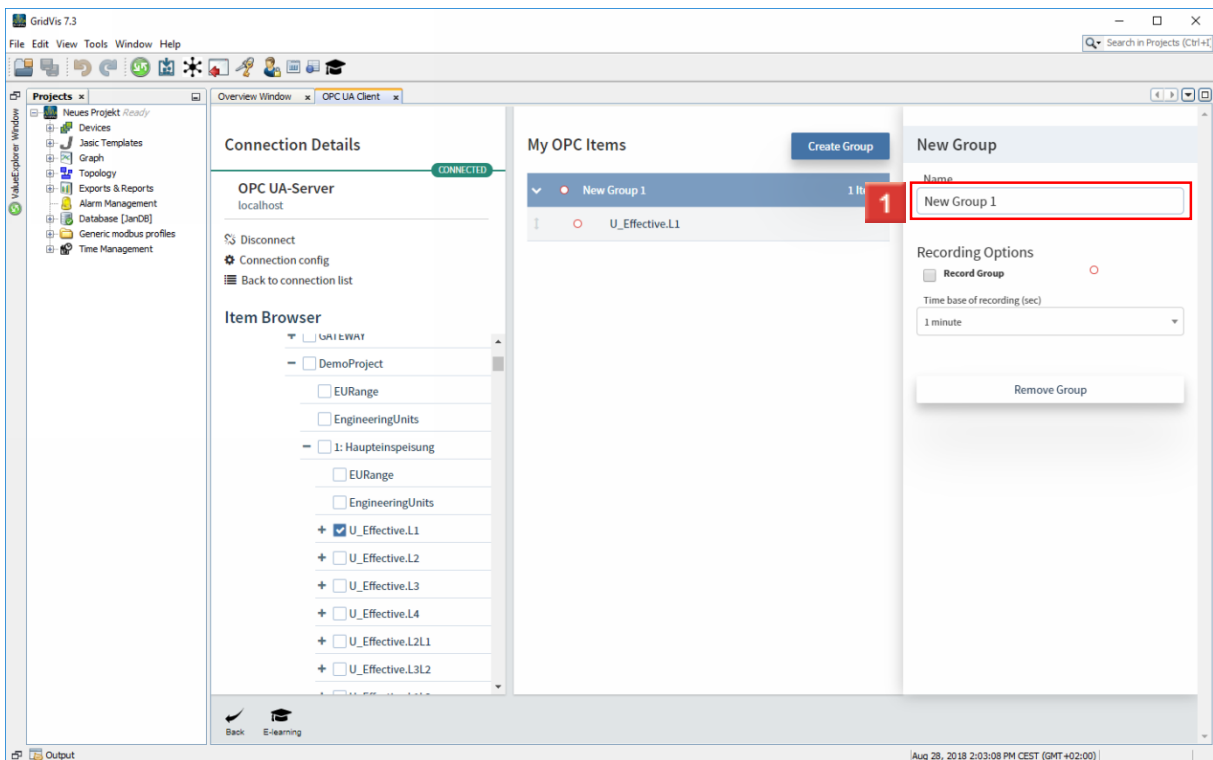 GridVis 7.3
File Edit View Tools Window Help
Search in Projects (Ctrl+I)
Projects
Overview Window
OPC UA Client
ValueExplorer Window
Neues Projekt Ready
Devices
Jasic Templates
Graph
Topology
Exports & Reports
Alarm Management
Database [JanDB]
Generic modbus profiles
Time Management
Connection Details
CONNECTED
OPC UA-Server
localhost
Disconnect
Connection config
Back to connection list
Item Browser
GATEWAY
DemoProject
EURange
EngineeringUnits
1: Haupteinspeisung
EURange
EngineeringUnits
U_Effective.L1
U_Effective.L2
U_Effective.L3
U_Effective.L4
U_Effective.L2L1
U_Effective.L3L2
Back
E-learning
My OPC Items
Create Group
New Group 1
U_Effective.L1
1
New Group
Name
New Group 1
Recording Options
Record Group
Time base of recording (sec)
1 minute
Remove Group
Output
Aug 28, 2018 2:03:08 PM CEST (GMT+02:00)